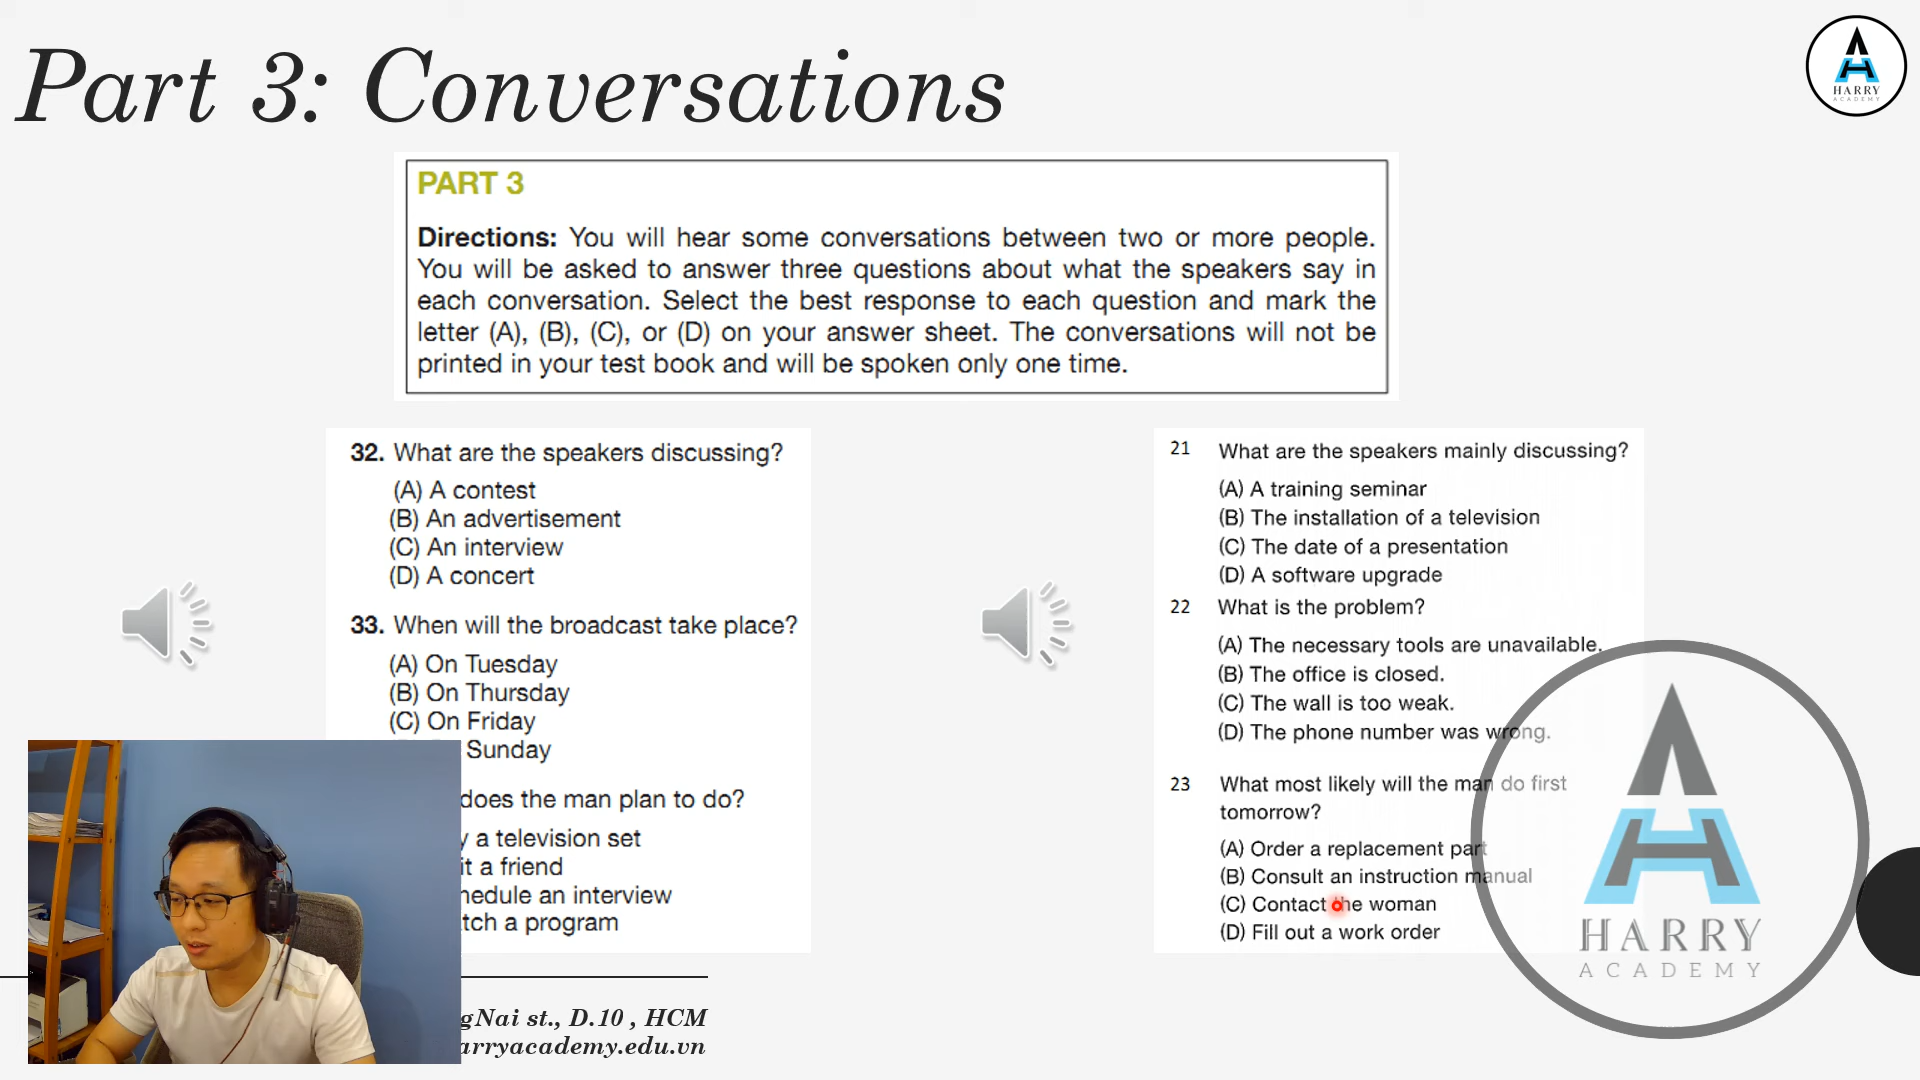 Part 3: Conversations
HARRY
ACADEMY
PART 3
Directions: You will hear some conversations between two or more people.
You will be asked to answer three questions about what the speakers say in
each conversation. Select the best response to each question and mark the
letter (A), (B), (C), or (D) on your answer sheet. The conversations will not be
printed in your test book and will be spoken only one time.
32. What are the speakers discussing?
(A) A contest
(B) An advertisement
(C) An interview
(D) A concert
33. When will the broadcast take place?
(A) On Tuesday
(B) On Thursday
(C) On Friday
Sunday
does the man plan to do?
a television set
a friend
an interview
a program
21 What are the speakers mainly discussing?
(A) A training seminar
(B) The installation of a television
(C) The date of a presentation
(D) A software upgrade
22 What is the problem?
(A) The necessary tools are unavailable.
(B) The office is closed.
(C) The wall is too weak.
(D) The phone number was wrong.
23 What most likely will the man do first
tomorrow?
(A) Order a replacement part
(B) Consult an instruction manual
(C) Contact the woman
(D) Fill out a work order
HARRY
ACADEMY
gNai st., D.10 , HCM
arryacademy.edu.vn